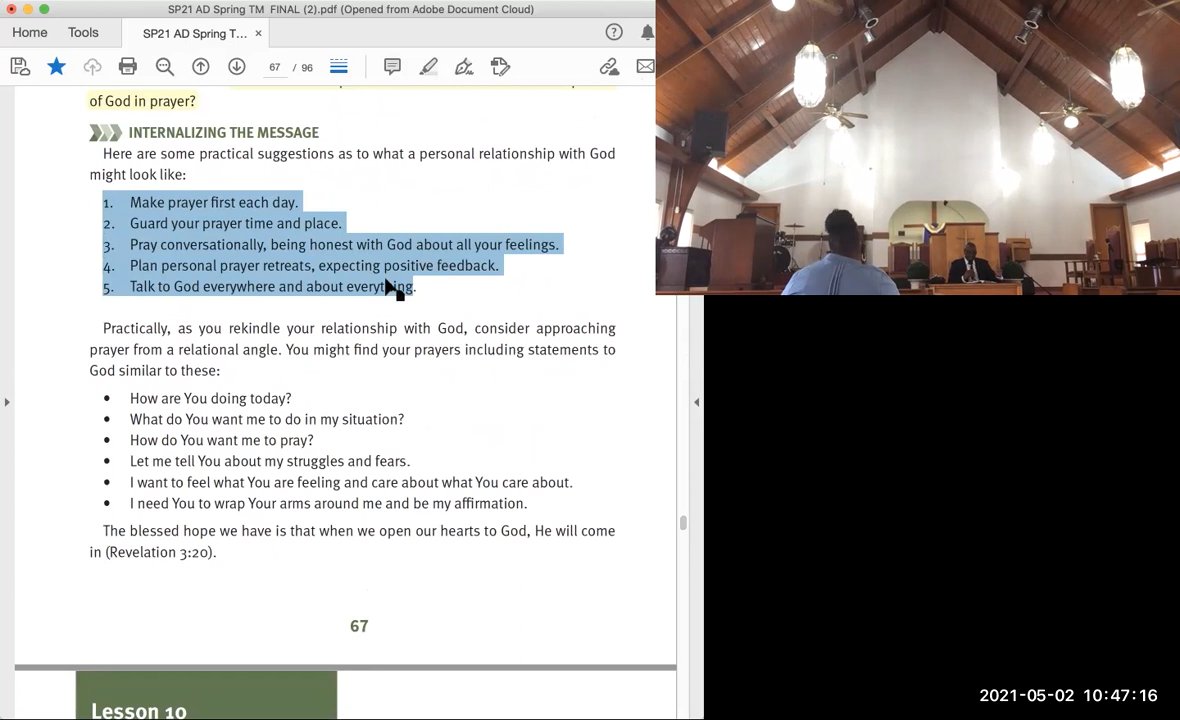 SP21 AD Spring TM FINAL (2).pdf (Opened from Adobe Document Cloud)
Home Tools SP21 AD Spring T... × ?
67 / 96
of God in prayer?
INTERNALIZING THE MESSAGE
Here are some practical suggestions as to what a personal relationship with God
might look like:
1. Make prayer first each day.
2. Guard your prayer time and place.
3. Pray conversationally, being honest with God about all your feelings.
4. Plan personal prayer retreats, expecting positive feedback.
5. Talk to God everywhere and about everything.
Practically, as you rekindle your relationship with God, consider approaching
prayer from a relational angle. You might find your prayers including statements to
God similar to these:
• How are You doing today?
• What do You want me to do in my situation?
• How do You want me to pray?
• Let me tell You about my struggles and fears.
• I want to feel what You are feeling and care about what You care about.
• I need You to wrap Your arms around me and be my affirmation.
The blessed hope we have is that when we open our hearts to God, He will come
in (Revelation 3:20).
67
Lesson 10
2021-05-02 10:47:16